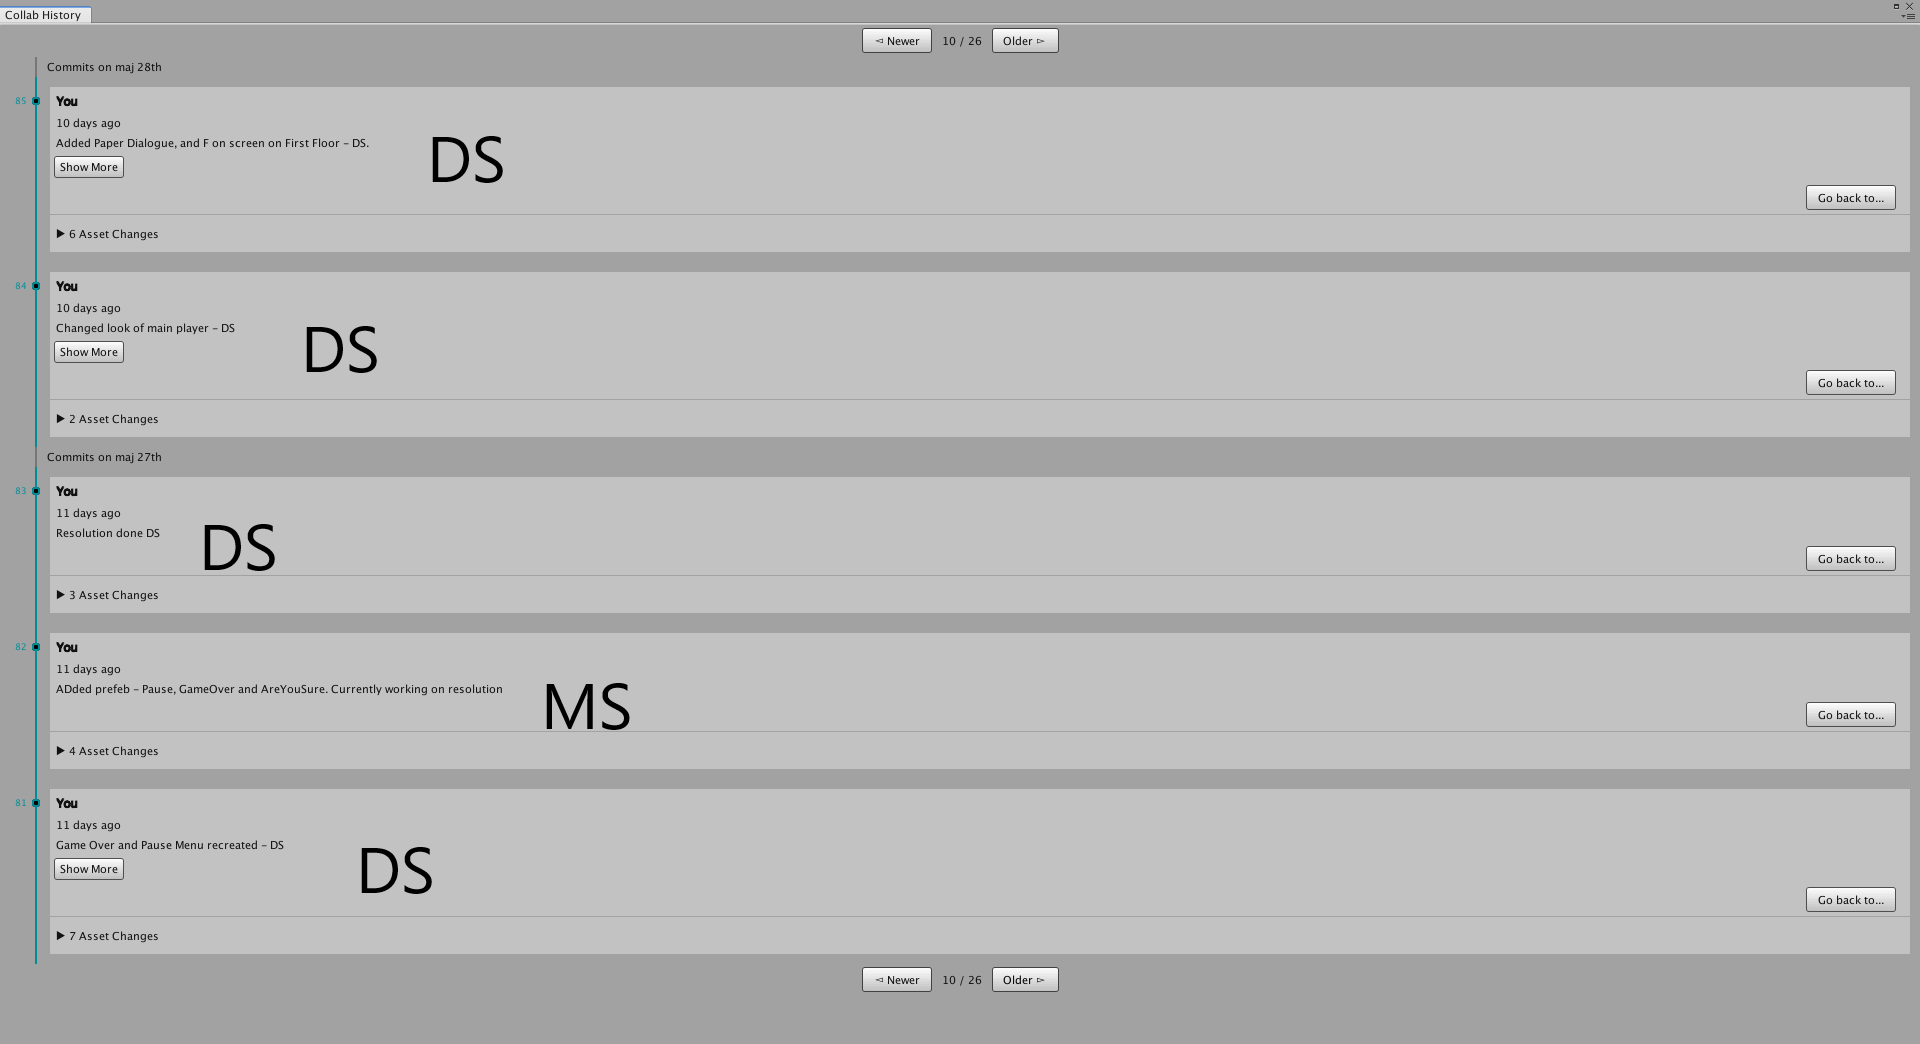 Collab History
◅ Newer 10 / 26 Older ▻
Commits on maj 28th
85 You
10 days ago
Added Paper Dialogue, and F on screen on First Floor - DS.
DS
Show More
Go back to...
▶ 6 Asset Changes
84 You
10 days ago
Changed look of main player - DS
DS
Show More
Go back to...
▶ 2 Asset Changes
Commits on maj 27th
83 You
11 days ago
Resolution done DS
DS
Go back to...
▶ 3 Asset Changes
82 You
11 days ago
ADded prefeb - Pause, GameOver and AreYouSure. Currently working on resolution
MS
Go back to...
▶ 4 Asset Changes
81 You
11 days ago
Game Over and Pause Menu recreated - DS
DS
Show More
Go back to...
▶ 7 Asset Changes
◅ Newer 10 / 26 Older ▻